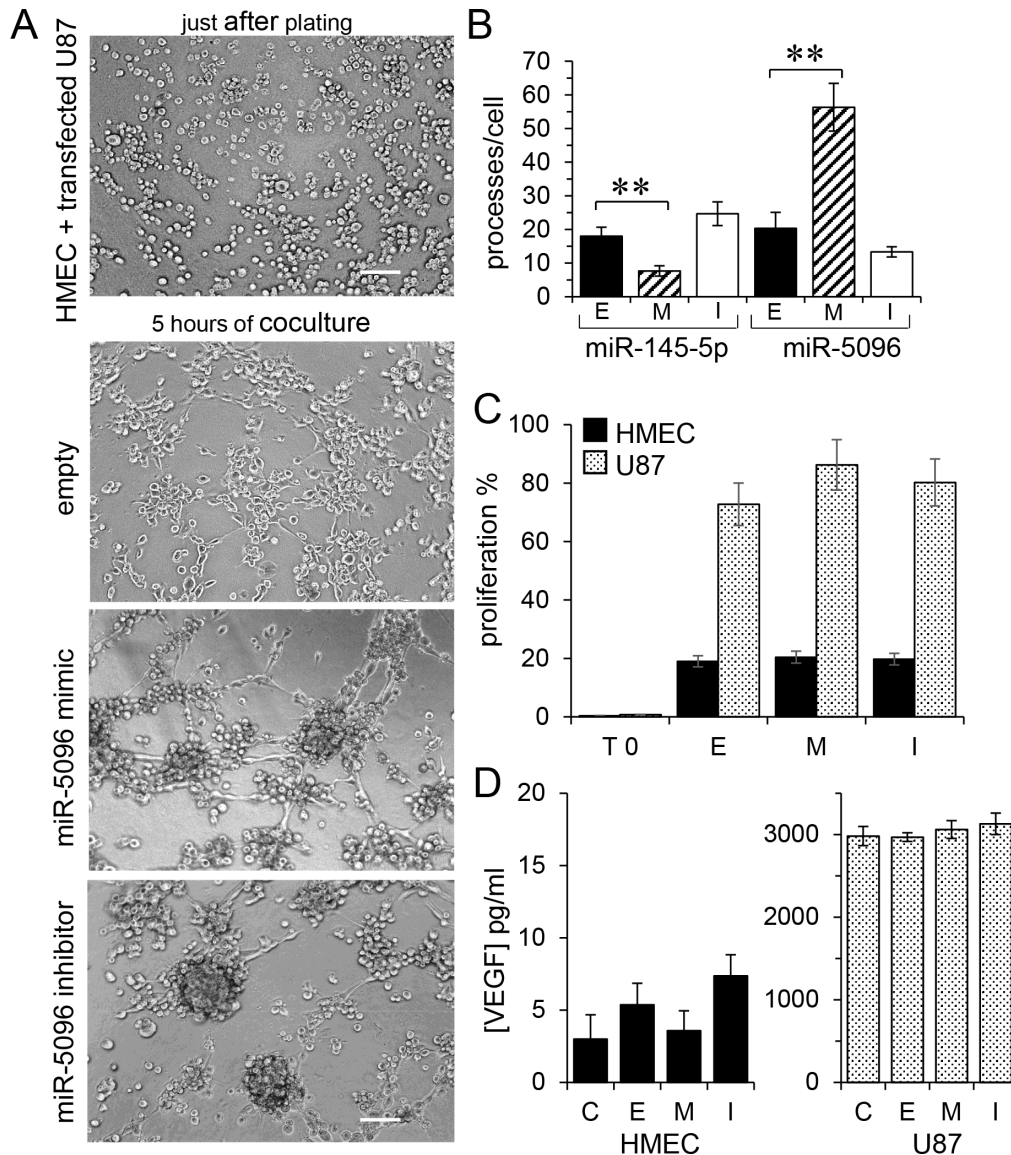 A
just after plating
HMEC + transfected U87
5 hours of coculture
empty
miR-5096 mimic
miR-5096 inhibitor
B
processes/cell
70
60
50
40
30
20
10
0
**
**
E M I E M I
miR-145-5p miR-5096
C
HMEC
U87
proliferation %
100
80
60
40
20
0
T 0 E M I
D
[VEGF] pg/ml
20
15
10
5
0
C E M I
HMEC
3000
2000
1000
0
C E M I
U87